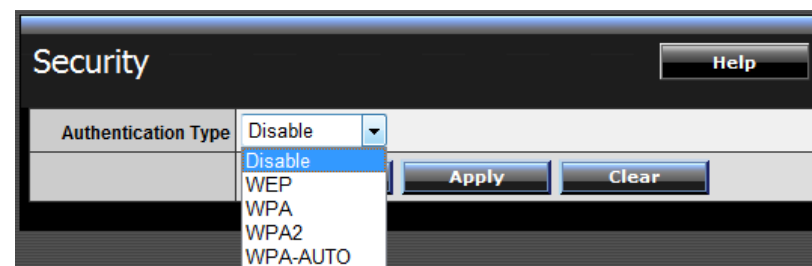 Security
Help
Authentication Type Disable
Disable
WEP
WPA
WPA2
WPA-AUTO
Apply
Clear